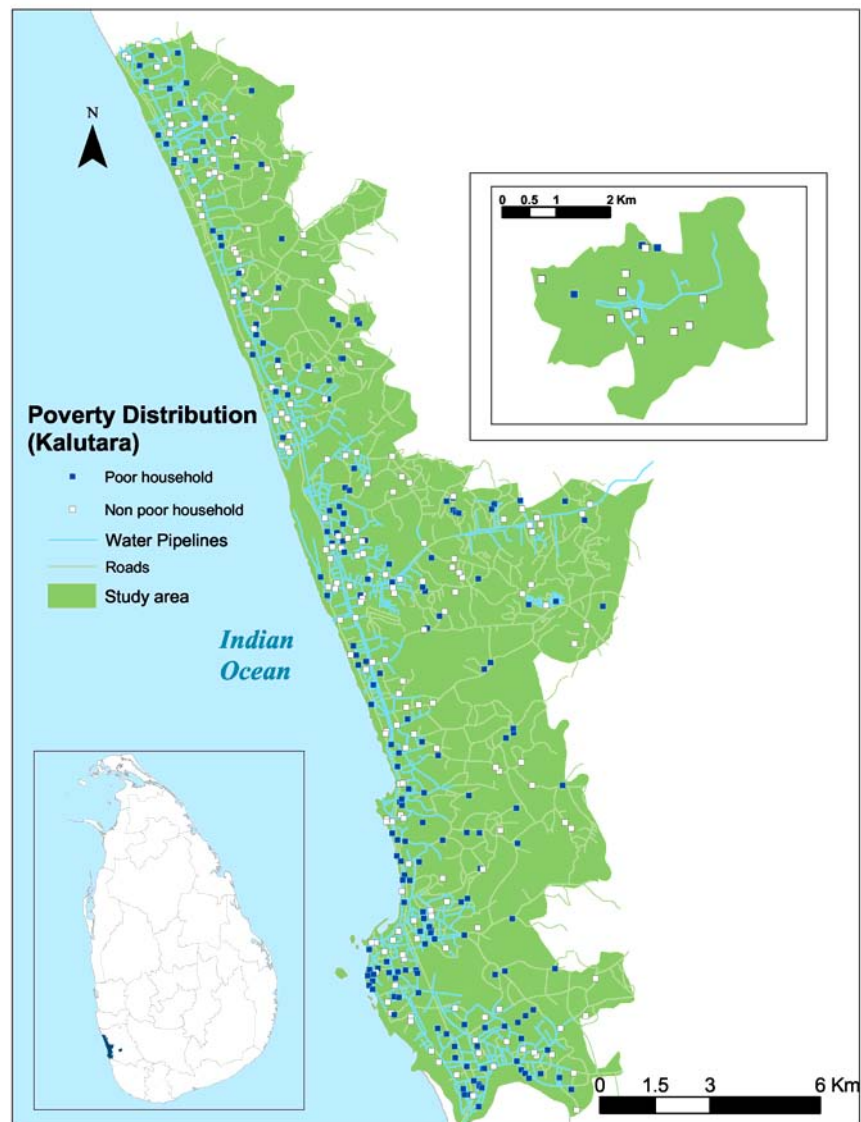 N
0 0.5 1 2 Km
Poverty Distribution
(Kalutara)
Poor household
Non poor household
Water Pipelines
Roads
Study area
Indian
Ocean
0 1.5 3 6 Km